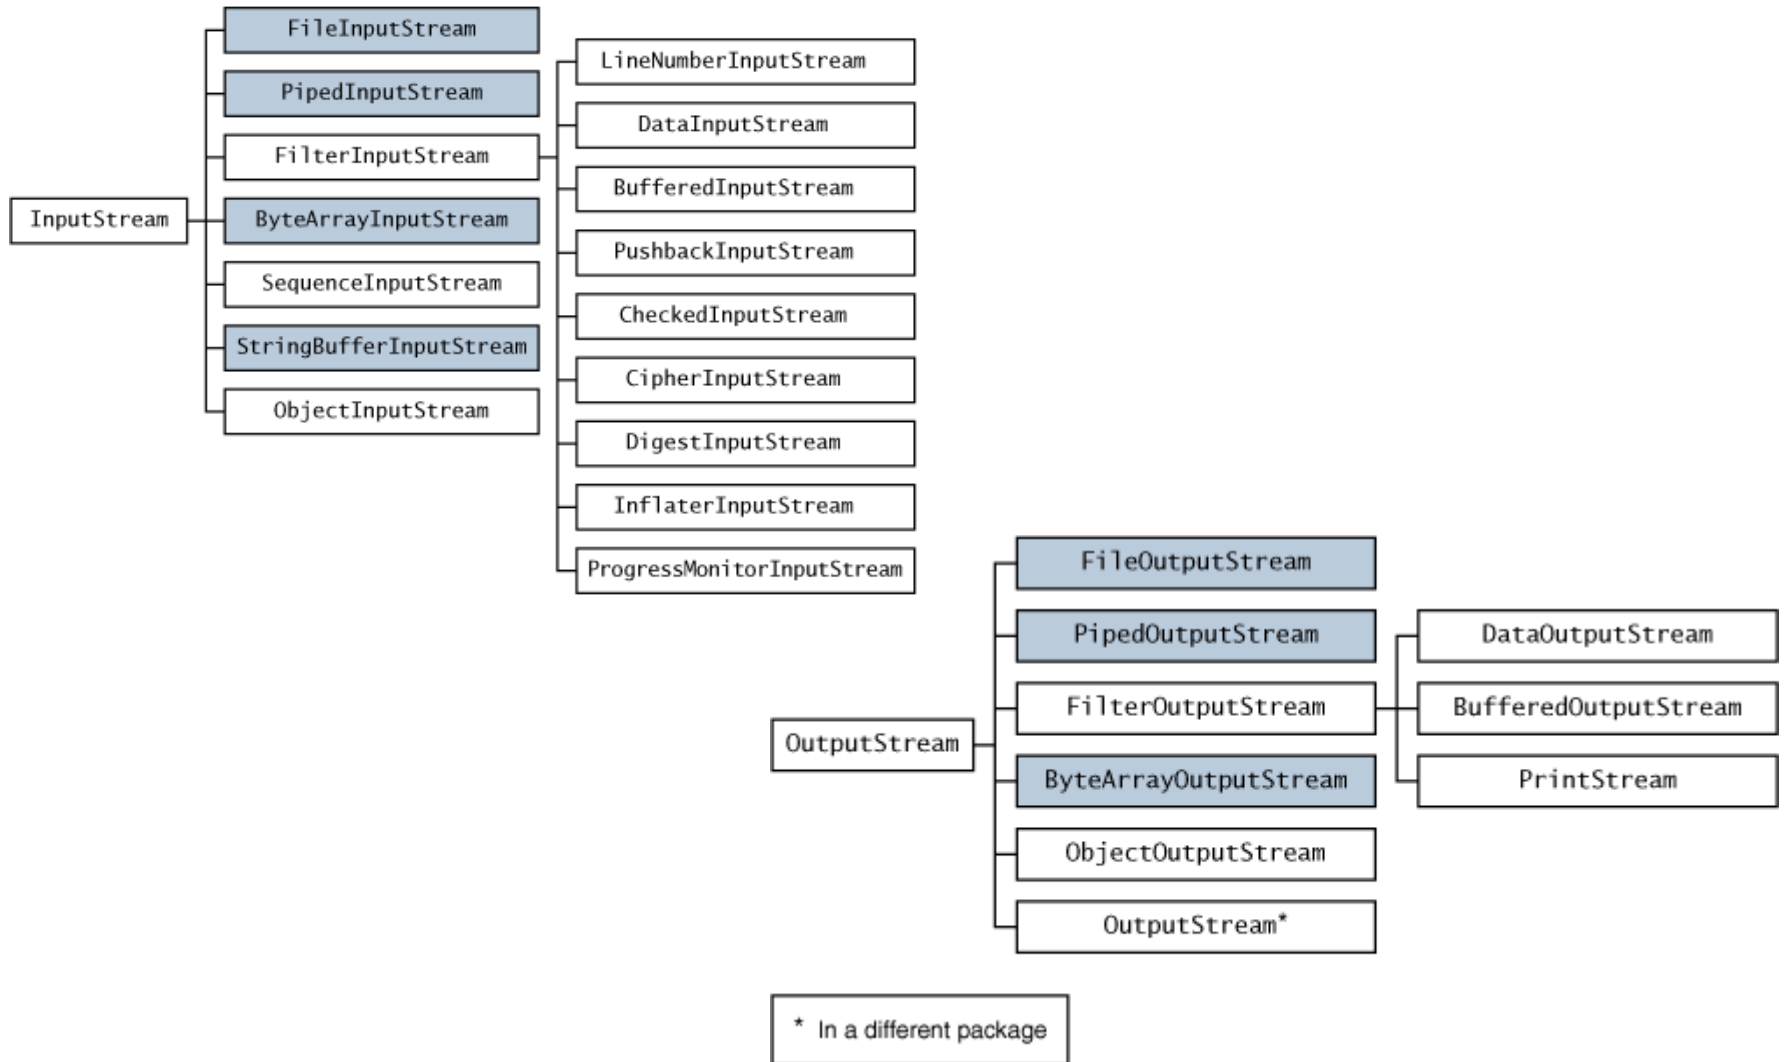 FileInputStream
PipedInputStream
FilterInputStream
InputStream
ByteArrayInputStream
SequenceInputStream
StringBufferInputStream
ObjectInputStream
LineNumberInputStream
DataInputStream
BufferedInputStream
PushbackInputStream
CheckedInputStream
CipherInputStream
DigestInputStream
InflaterInputStream
ProgressMonitorInputStream
OutputStream
FileOutputStream
PipedOutputStream
FilterOutputStream
ByteArrayOutputStream
ObjectOutputStream
OutputStream*
DataOutputStream
BufferedOutputStream
PrintStream
* In a different package